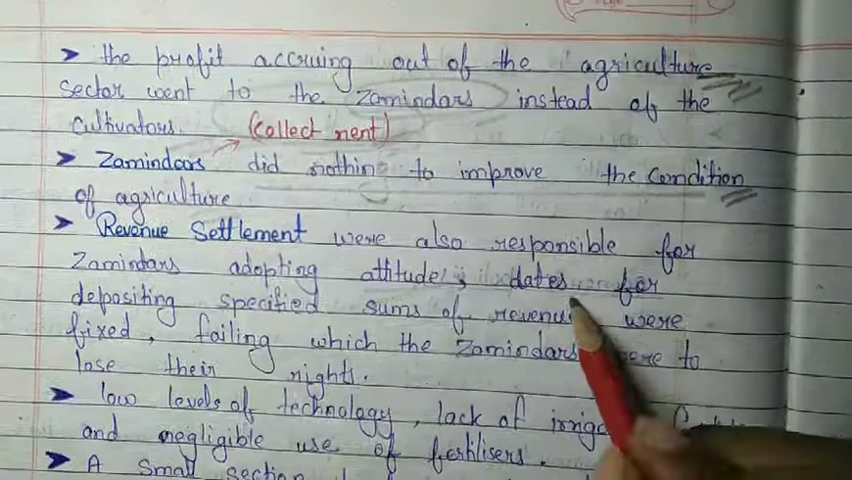 ➤ the profit accruing out of the agriculture
sector went to the zamindars instead of the
cultivators. (collect rent)
➤ Zamindars did nothing to improve the condition
of agriculture
➤ Revenue Settlement were also responsible for
Zamindars adopting attitude; dates for
depositing specified sums of revenue were
fixed, failing which the Zamindars were to
lose their rights.
➤ low levels of technology, lack of
and negligible use of fertilisers.
➤ A small section